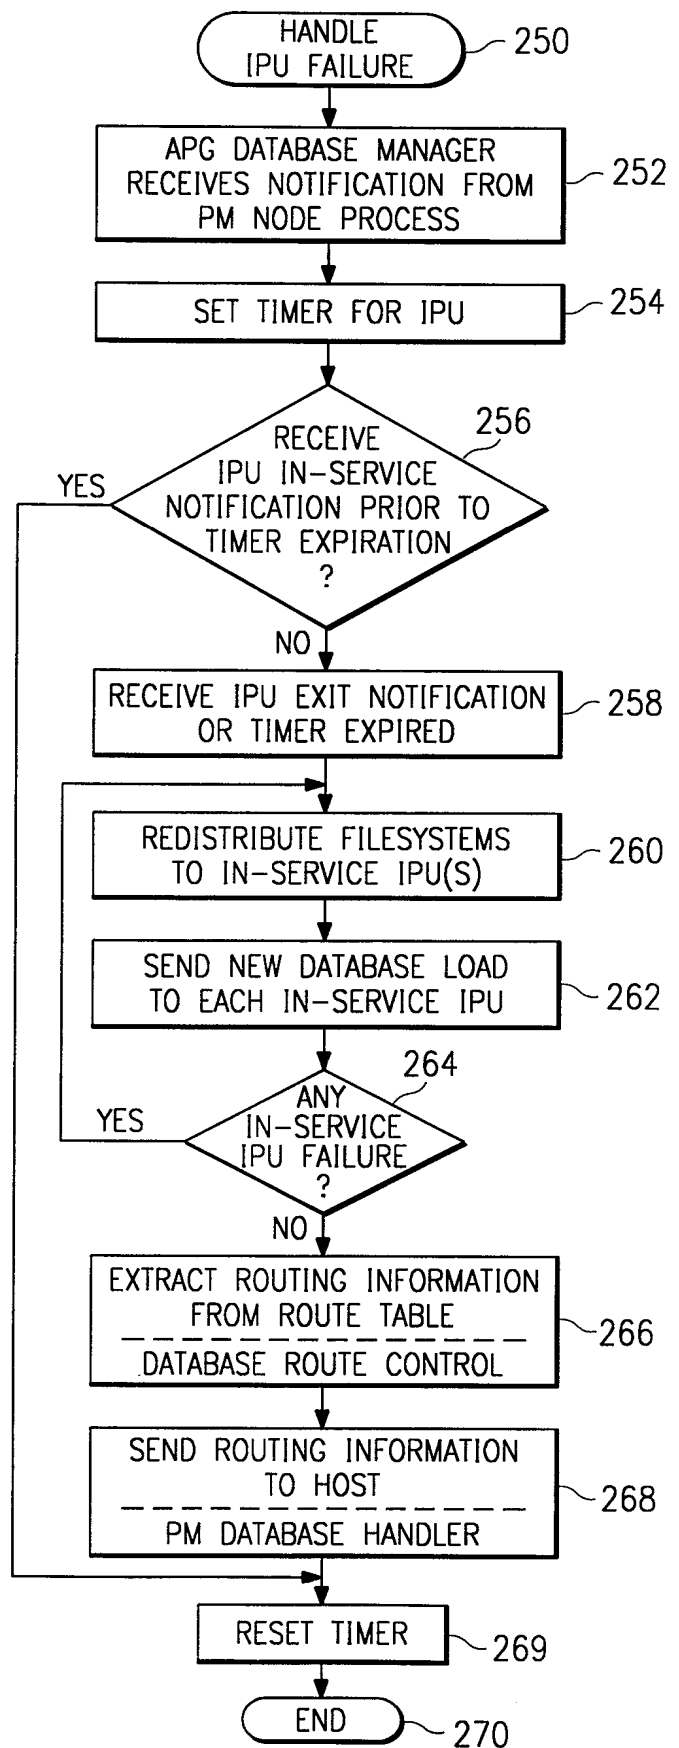 HANDLE
IPU FAILURE
250
APG DATABASE MANAGER
RECEIVES NOTIFICATION FROM
PM NODE PROCESS
252
SET TIMER FOR IPU
254
256
RECEIVE
IPU IN-SERVICE
NOTIFICATION PRIOR TO
TIMER EXPIRATION
?
YES
NO
RECEIVE IPU EXIT NOTIFICATION
OR TIMER EXPIRED
258
REDISTRIBUTE FILESYSTEMS
TO IN-SERVICE IPU(S)
260
SEND NEW DATABASE LOAD
TO EACH IN-SERVICE IPU
262
264
ANY
IN-SERVICE
IPU FAILURE
?
YES
NO
EXTRACT ROUTING INFORMATION
FROM ROUTE TABLE
DATABASE ROUTE CONTROL
266
SEND ROUTING INFORMATION
TO HOST
PM DATABASE HANDLER
268
RESET TIMER
269
END
270